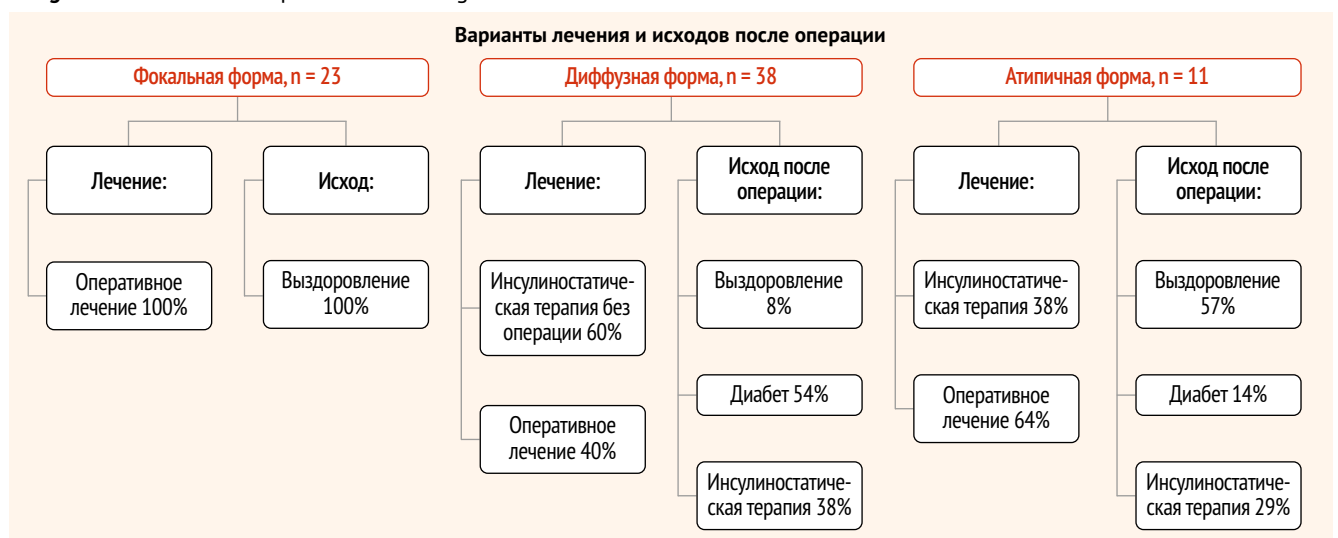 Варианты лечения и исходов после операции
Фокальная форма, n = 23
Лечение:
Оперативное
лечение 100%
Исход:
Выздоровление
100%
Диффузная форма, n = 38
Лечение:
Инсулиностатиче-
ская терапия без
операции 60%
Оперативное
лечение 40%
Исход после
операции:
Выздоровление
8%
Диабет 54%
Инсулиностатиче-
ская терапия 38%
Атипичная форма, n = 11
Лечение:
Инсулиностатиче-
ская терапия 38%
Оперативное
лечение 64%
Исход после
операции:
Выздоровление
57%
Диабет 14%
Инсулиностатиче-
ская терапия 29%